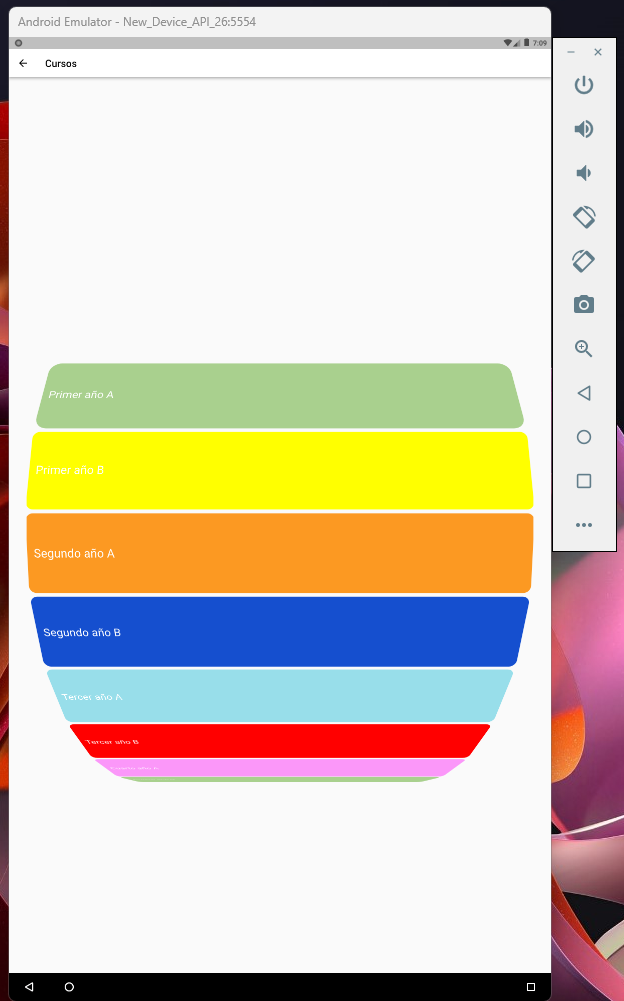 Android Emulator - New_Device_API_26:5554
7:09
Cursos
Primer año A
Primer año B
Segundo año A
Segundo año B
Tercer año A
Tercer año B